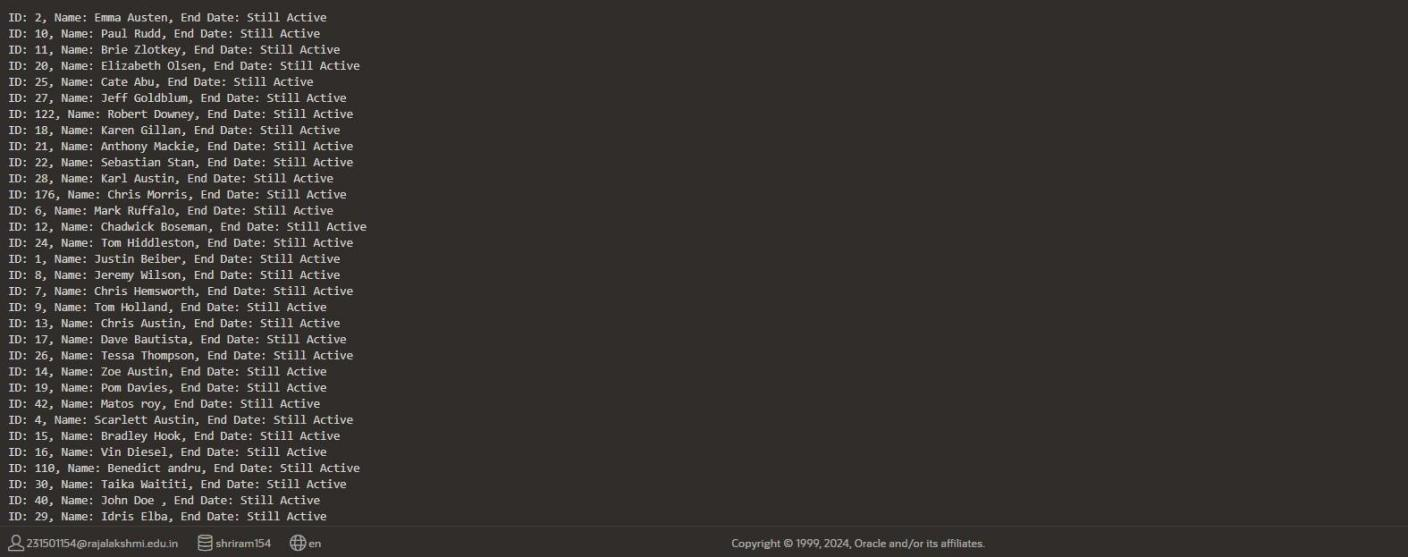 ID: 2, Name: Emma Austen, End Date: Still Active
ID: 10, Name: Paul Rudd, End Date: Still Active
ID: 11, Name: Brie Zlotkey, End Date: Still Active
ID: 20, Name: Elizabeth Olsen, End Date: Still Active
ID: 25, Name: Cate Abu, End Date: Still Active
ID: 27, Name: Jeff Goldblum, End Date: Still Active
ID: 122, Name: Robert Downey, End Date: Still Active
ID: 18, Name: Karen Gillan, End Date: Still Active
ID: 21, Name: Anthony Mackie, End Date: Still Active
ID: 22, Name: Sebastian Stan, End Date: Still Active
ID: 28, Name: Karl Austin, End Date: Still Active
ID: 176, Name: Chris Morris, End Date: Still Active
ID: 6, Name: Mark Ruffalo, End Date: Still Active
ID: 12, Name: Chadwick Boseman, End Date: Still Active
ID: 24, Name: Tom Hiddleston, End Date: Still Active
ID: 1, Name: Justin Beiber, End Date: Still Active
ID: 8, Name: Jeremy Wilson, End Date: Still Active
ID: 7, Name: Chris Hemsworth, End Date: Still Active
ID: 9, Name: Tom Holland, End Date: Still Active
ID: 13, Name: Chris Austin, End Date: Still Active
ID: 17, Name: Dave Bautista, End Date: Still Active
ID: 26, Name: Tessa Thompson, End Date: Still Active
ID: 14, Name: Zoe Austin, End Date: Still Active
ID: 19, Name: Pom Davies, End Date: Still Active
ID: 42, Name: Matos roy, End Date: Still Active
ID: 4, Name: Scarlett Austin, End Date: Still Active
ID: 15, Name: Bradley Hook, End Date: Still Active
ID: 16, Name: Vin Diesel, End Date: Still Active
ID: 110, Name: Benedict andru, End Date: Still Active
ID: 30, Name: Taika Waititi, End Date: Still Active
ID: 40, Name: John Doe , End Date: Still Active
ID: 29, Name: Idris Elba, End Date: Still Active
231501154@rajalakshmi.edu.in shriram154 en Copyright © 1999, 2024, Oracle and/or its affiliates.